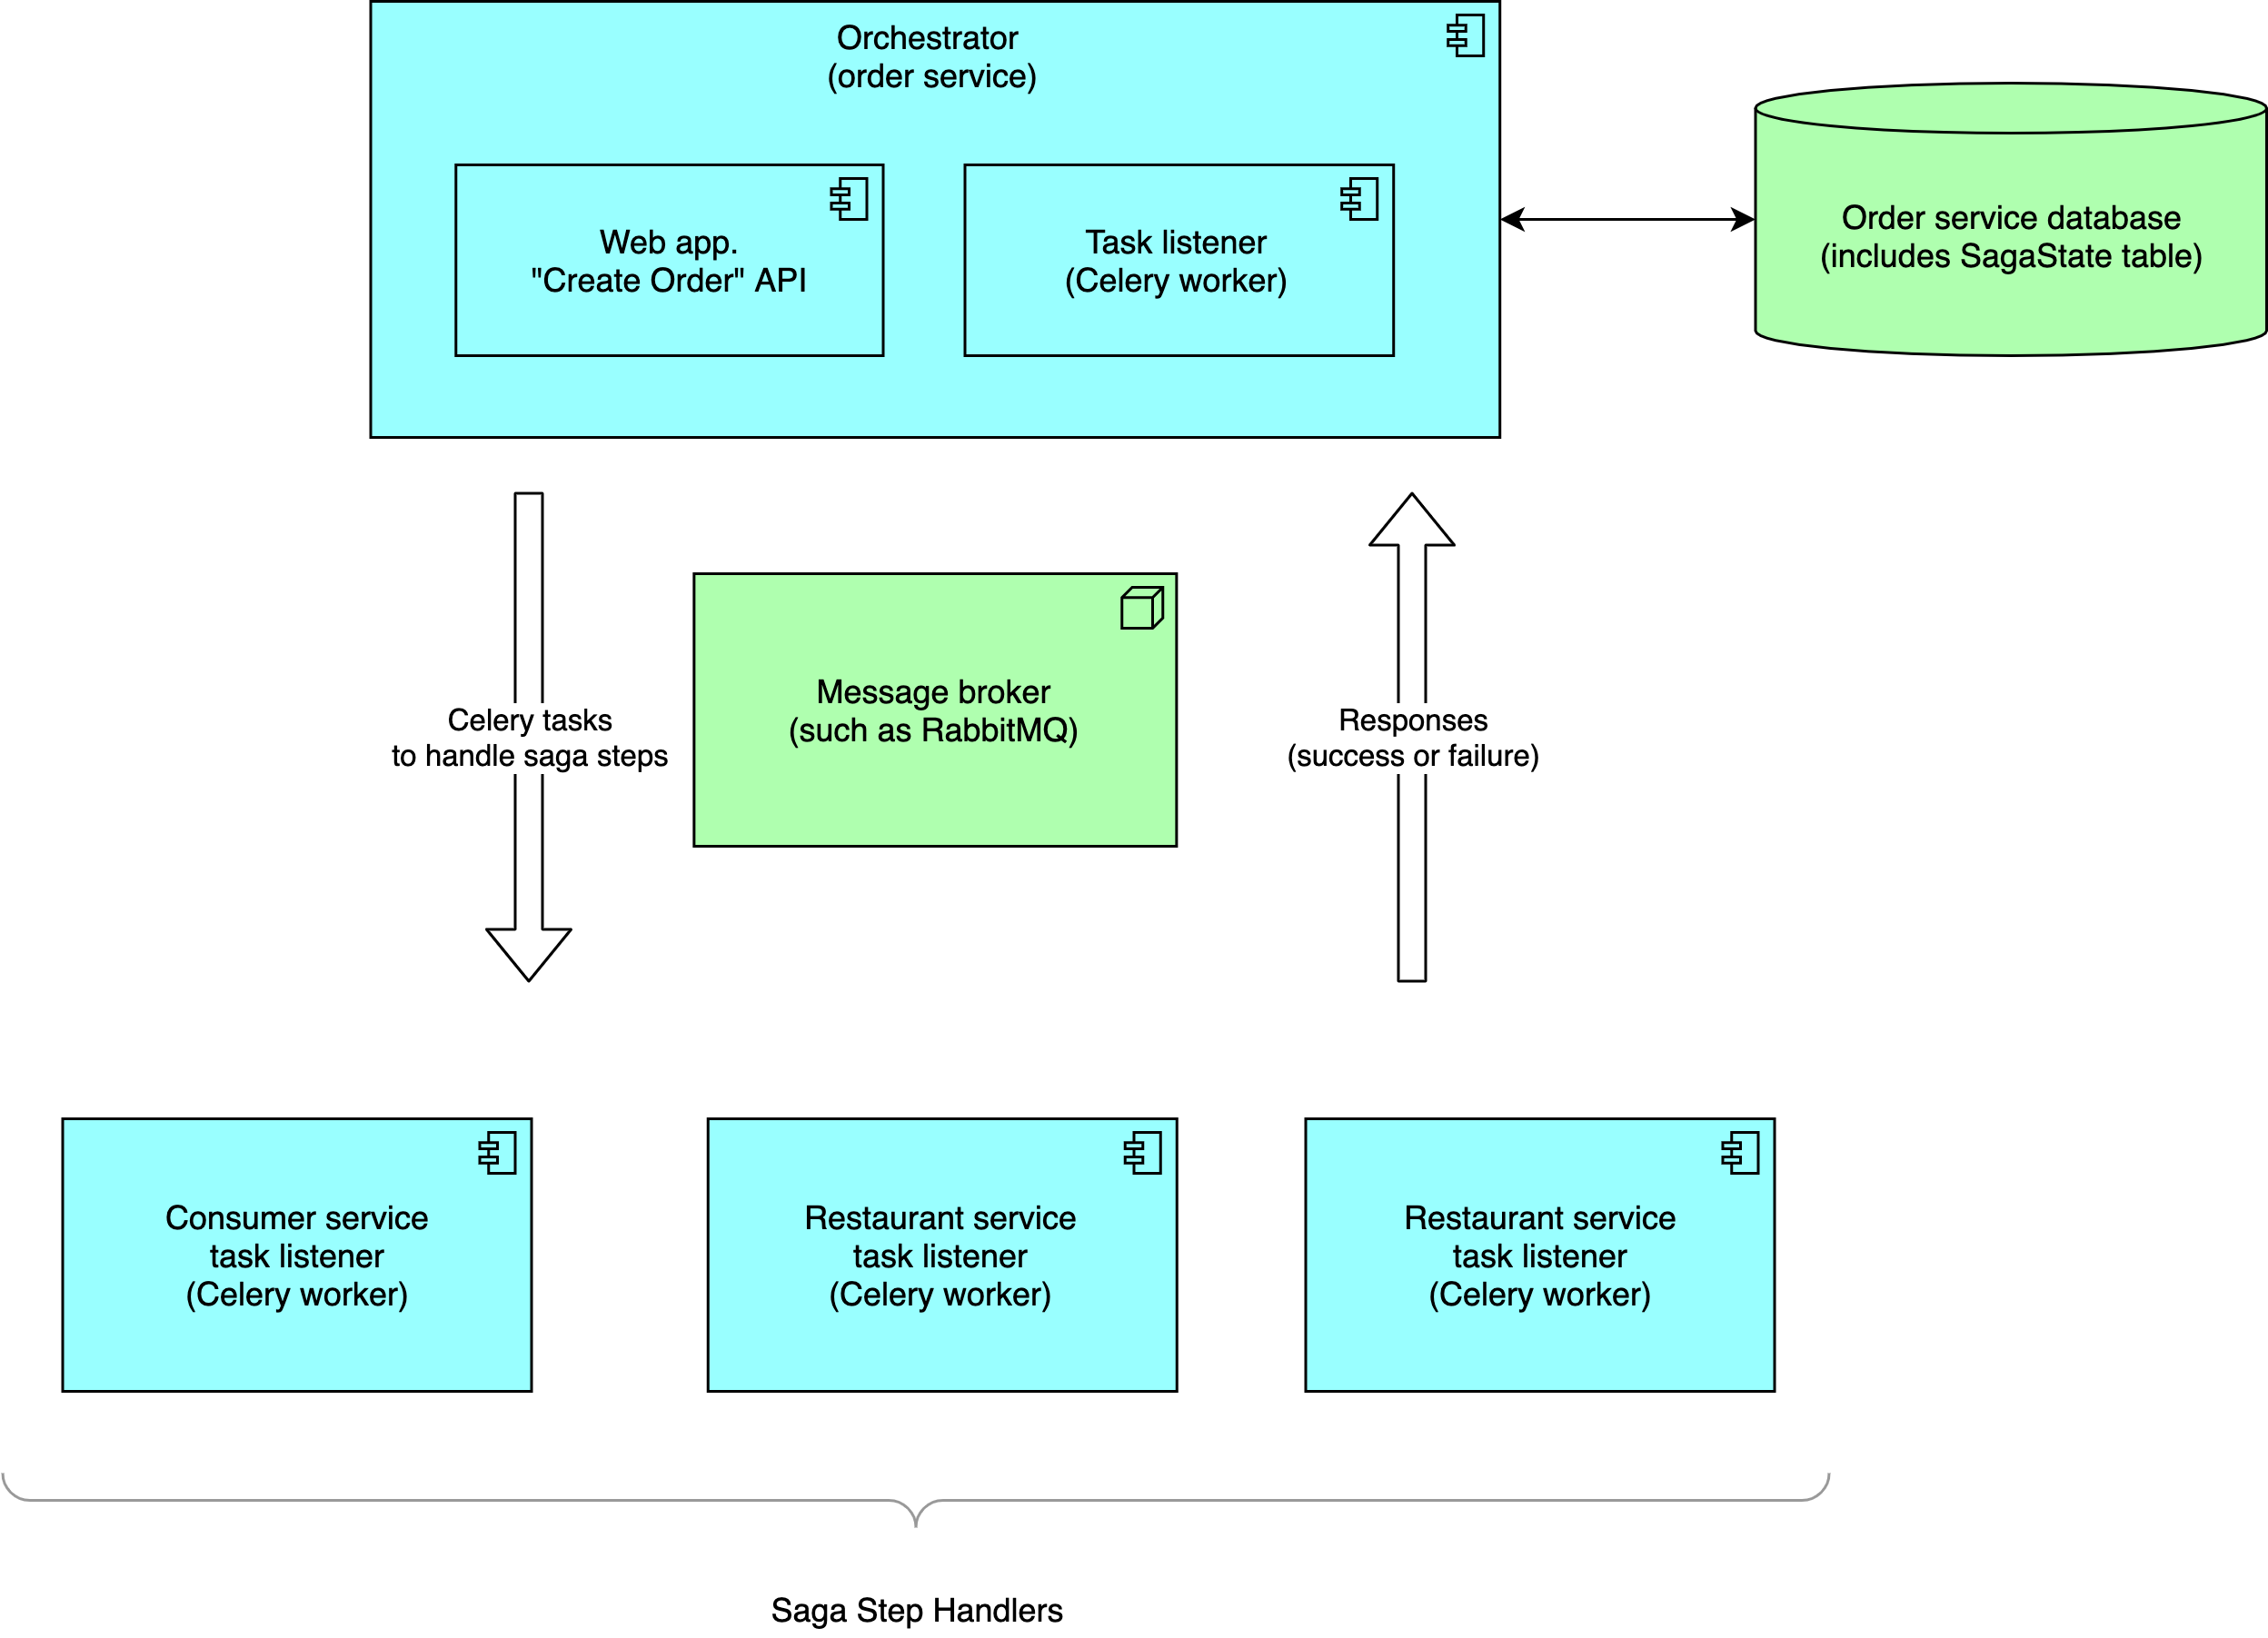 Orchestrator
(order service)
Web app.
"Create Order" API
Task listener
(Celery worker)
Order service database
(includes SagaState table)
Message broker
(such as RabbitMQ)
Celery tasks
to handle saga steps
Responses
(success or failure)
Consumer service
task listener
(Celery worker)
Restaurant service
task listener
(Celery worker)
Restaurant service
task listener
(Celery worker)
Saga Step Handlers